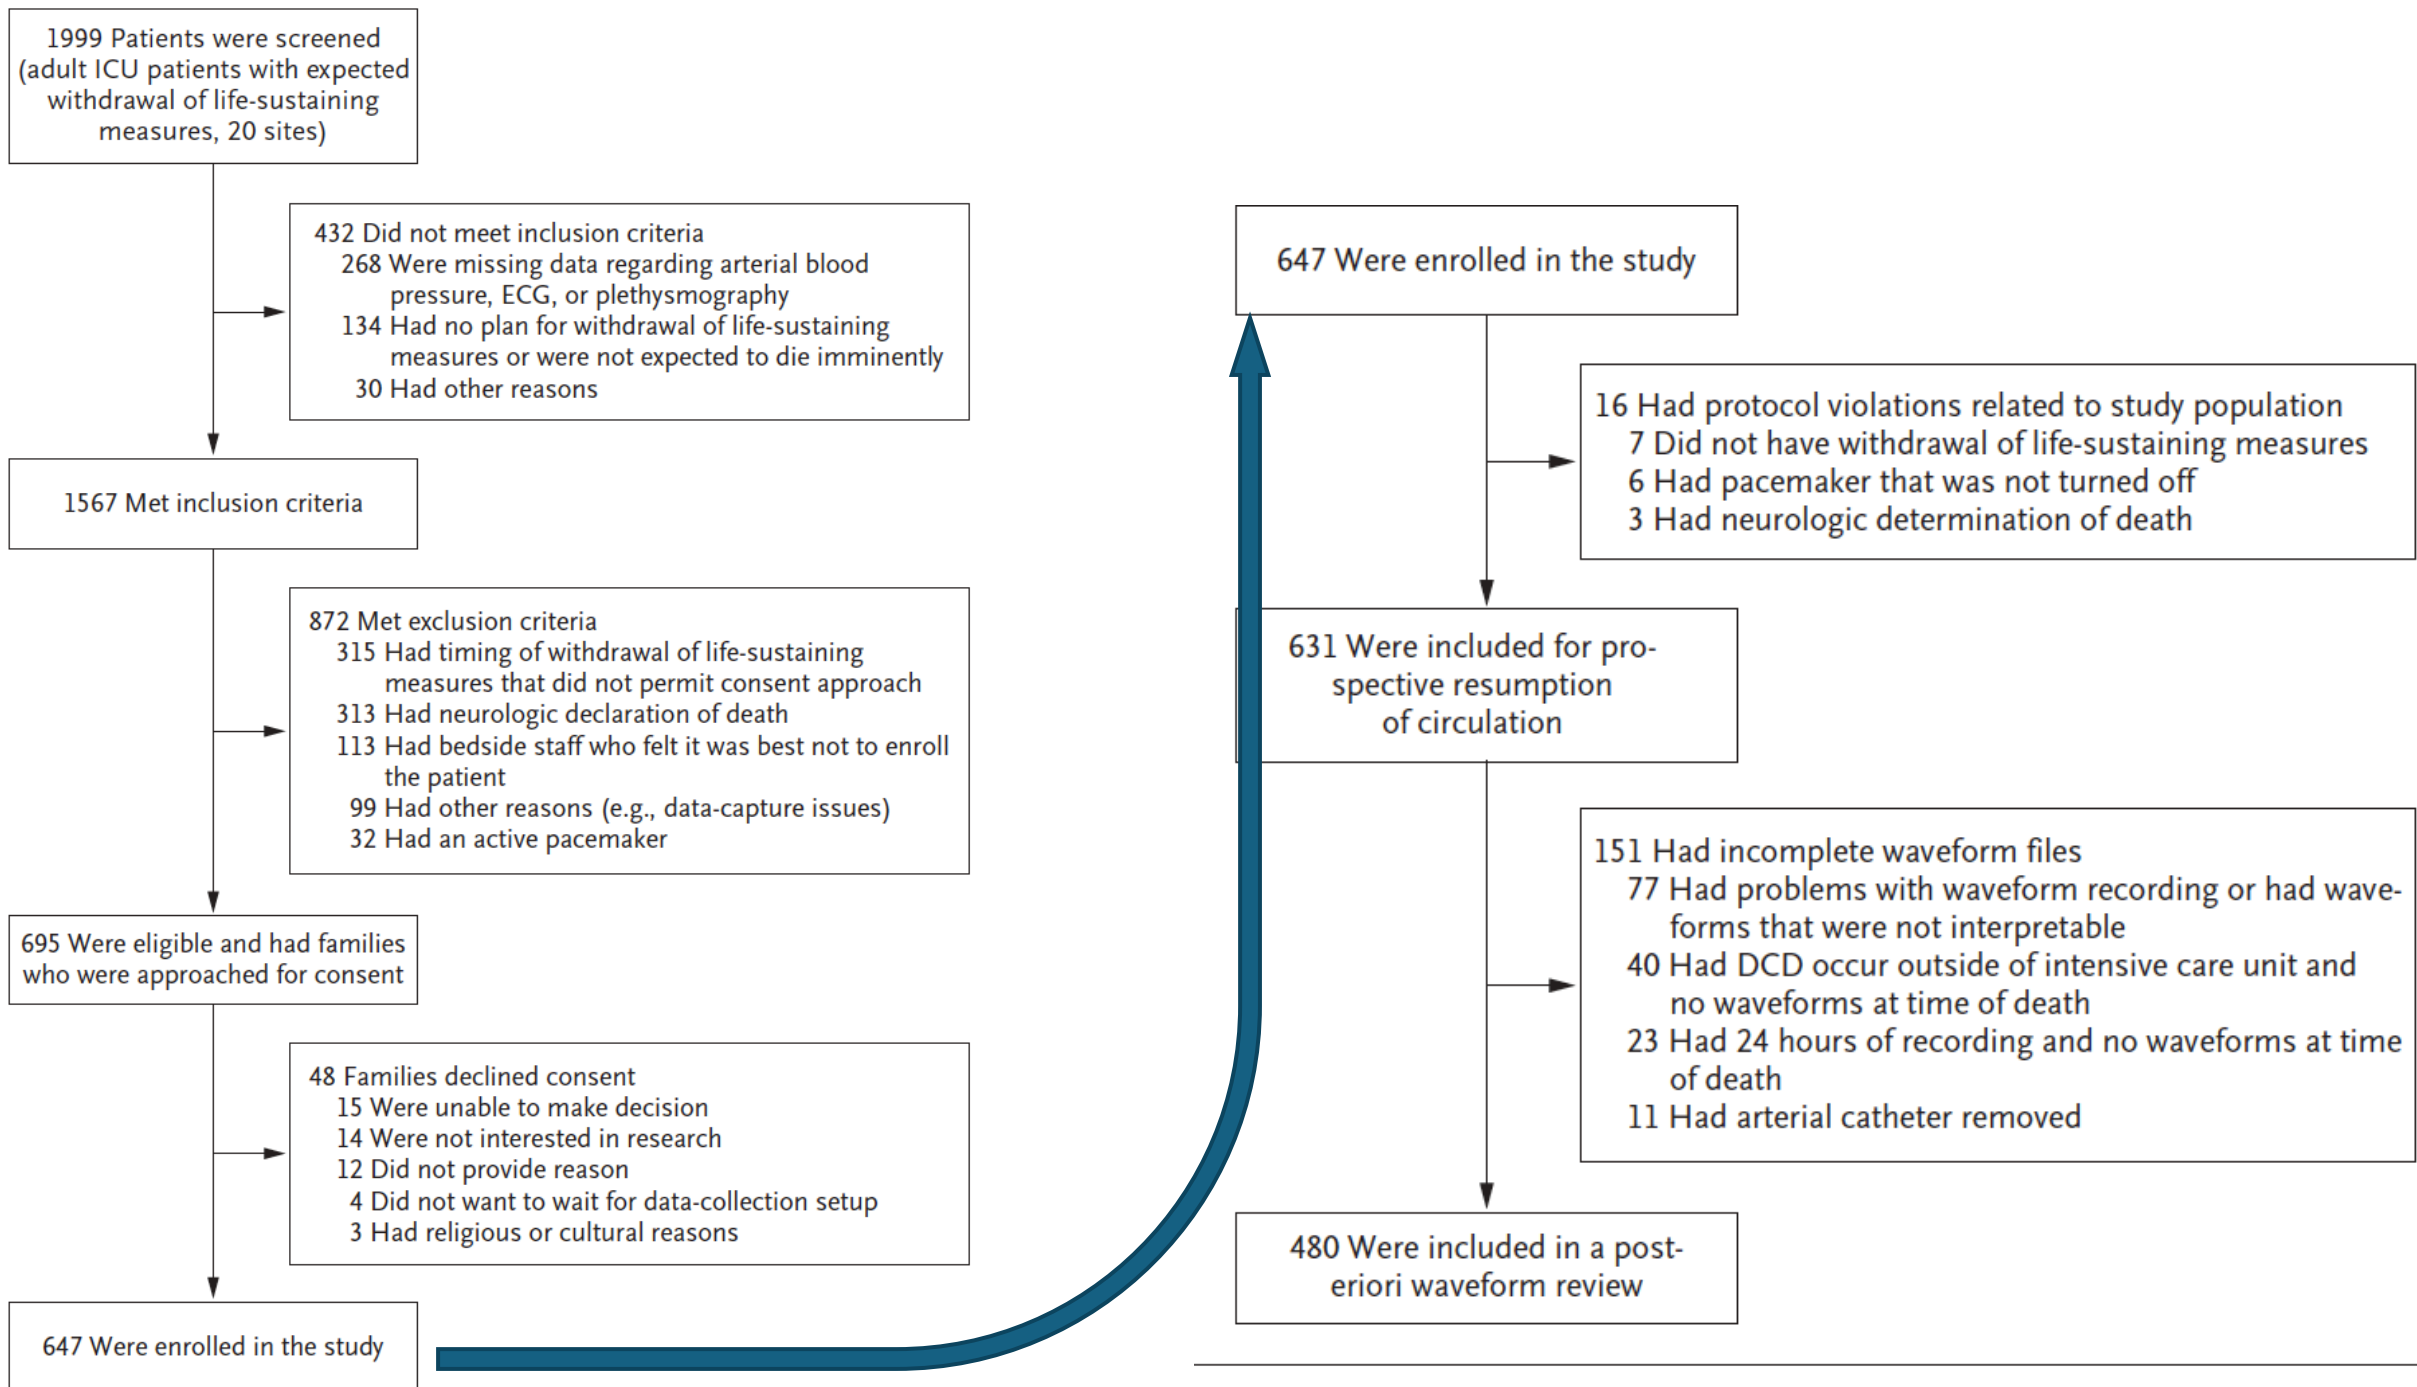 1999 Patients were screened
(adult ICU patients with expected
withdrawal of life-sustaining
measures, 20 sites)
432 Did not meet inclusion criteria
268 Were missing data regarding arterial blood
pressure, ECG, or plethysmography
134 Had no plan for withdrawal of life-sustaining
measures or were not expected to die imminently
30 Had other reasons
1567 Met inclusion criteria
872 Met exclusion criteria
315 Had timing of withdrawal of life-sustaining
measures that did not permit consent approach
313 Had neurologic declaration of death
113 Had bedside staff who felt it was best not to enroll
the patient
99 Had other reasons (e.g., data-capture issues)
32 Had an active pacemaker
695 Were eligible and had families
who were approached for consent
48 Families declined consent
15 Were unable to make decision
14 Were not interested in research
12 Did not provide reason
4 Did not want to wait for data-collection setup
3 Had religious or cultural reasons
647 Were enrolled in the study
647 Were enrolled in the study
16 Had protocol violations related to study population
7 Did not have withdrawal of life-sustaining measures
6 Had pacemaker that was not turned off
3 Had neurologic determination of death
631 Were included for pro-
spective resumption
of circulation
151 Had incomplete waveform files
77 Had problems with waveform recording or had wave-
forms that were not interpretable
40 Had DCD occur outside of intensive care unit and
no waveforms at time of death
23 Had 24 hours of recording and no waveforms at time
of death
11 Had arterial catheter removed
480 Were included in a post-
eriori waveform review